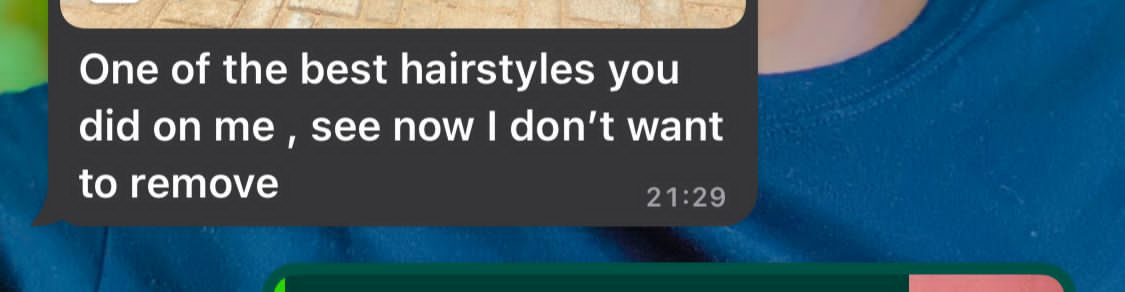 One of the best hairstyles you
did on me , see now I don’t want
to remove
21:29